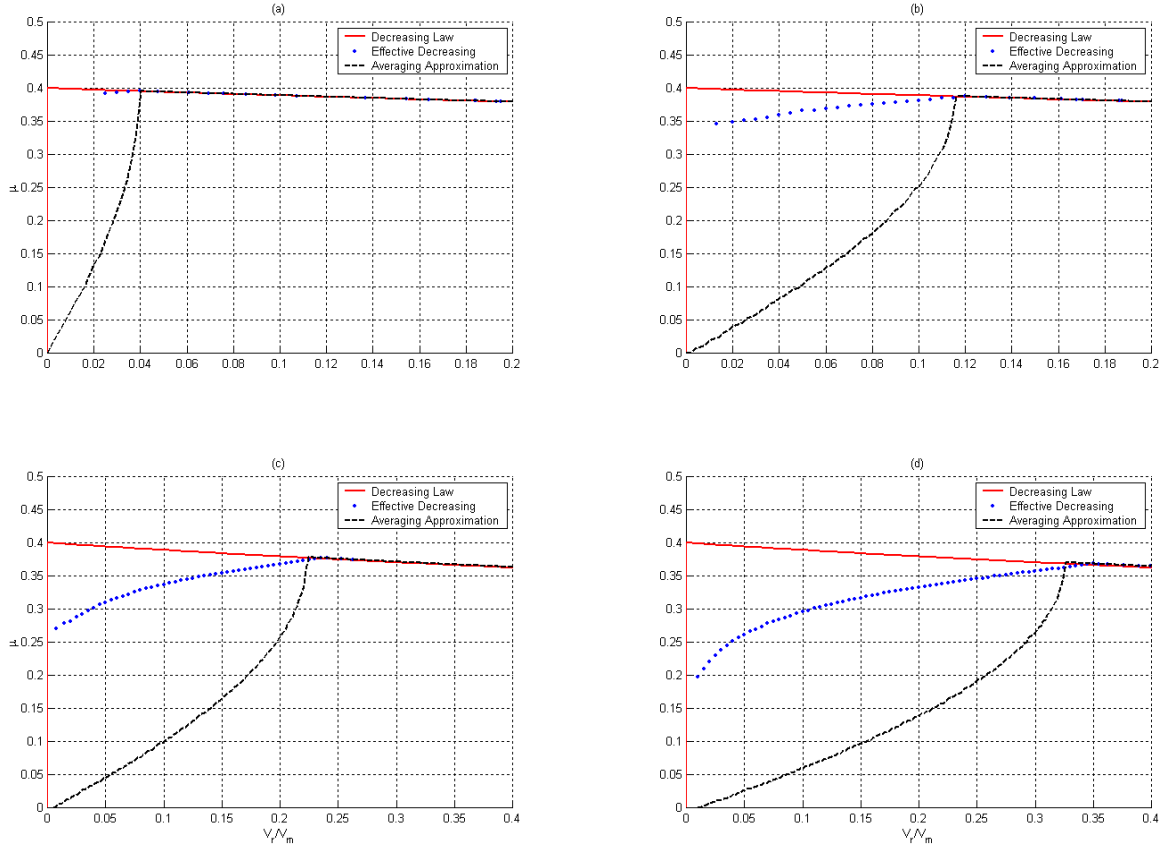 (a)
0.5
0.45
0.4
0.35
0.3
0.25
0.2
0.15
0.1
0.05
0
μ
Decreasing Law
Effective Decreasing
Averaging Approximation
0 0.02 0.04 0.06 0.08 0.1 0.12 0.14 0.16 0.18 0.2
(b)
0.5
0.45
0.4
0.35
0.3
0.25
0.2
0.15
0.1
0.05
0
Decreasing Law
Effective Decreasing
Averaging Approximation
0.02 0.04 0.06 0.08 0.1 0.12 0.14 0.16 0.18 0.2
(c)
0.5
0.45
0.4
0.35
0.3
0.25
0.2
0.15
0.1
0.05
0
μ
Decreasing Law
Effective Decreasing
Averaging Approximation
0 0.05 0.1 0.15 0.2 0.25 0.3 0.35 0.4
V_r/V_m
(d)
0.5
0.45
0.4
0.35
0.3
0.25
0.2
0.15
0.1
0.05
0
Decreasing Law
Effective Decreasing
Averaging Approximation
0 0.05 0.1 0.15 0.2 0.25 0.3 0.35 0.4
V_r/V_m